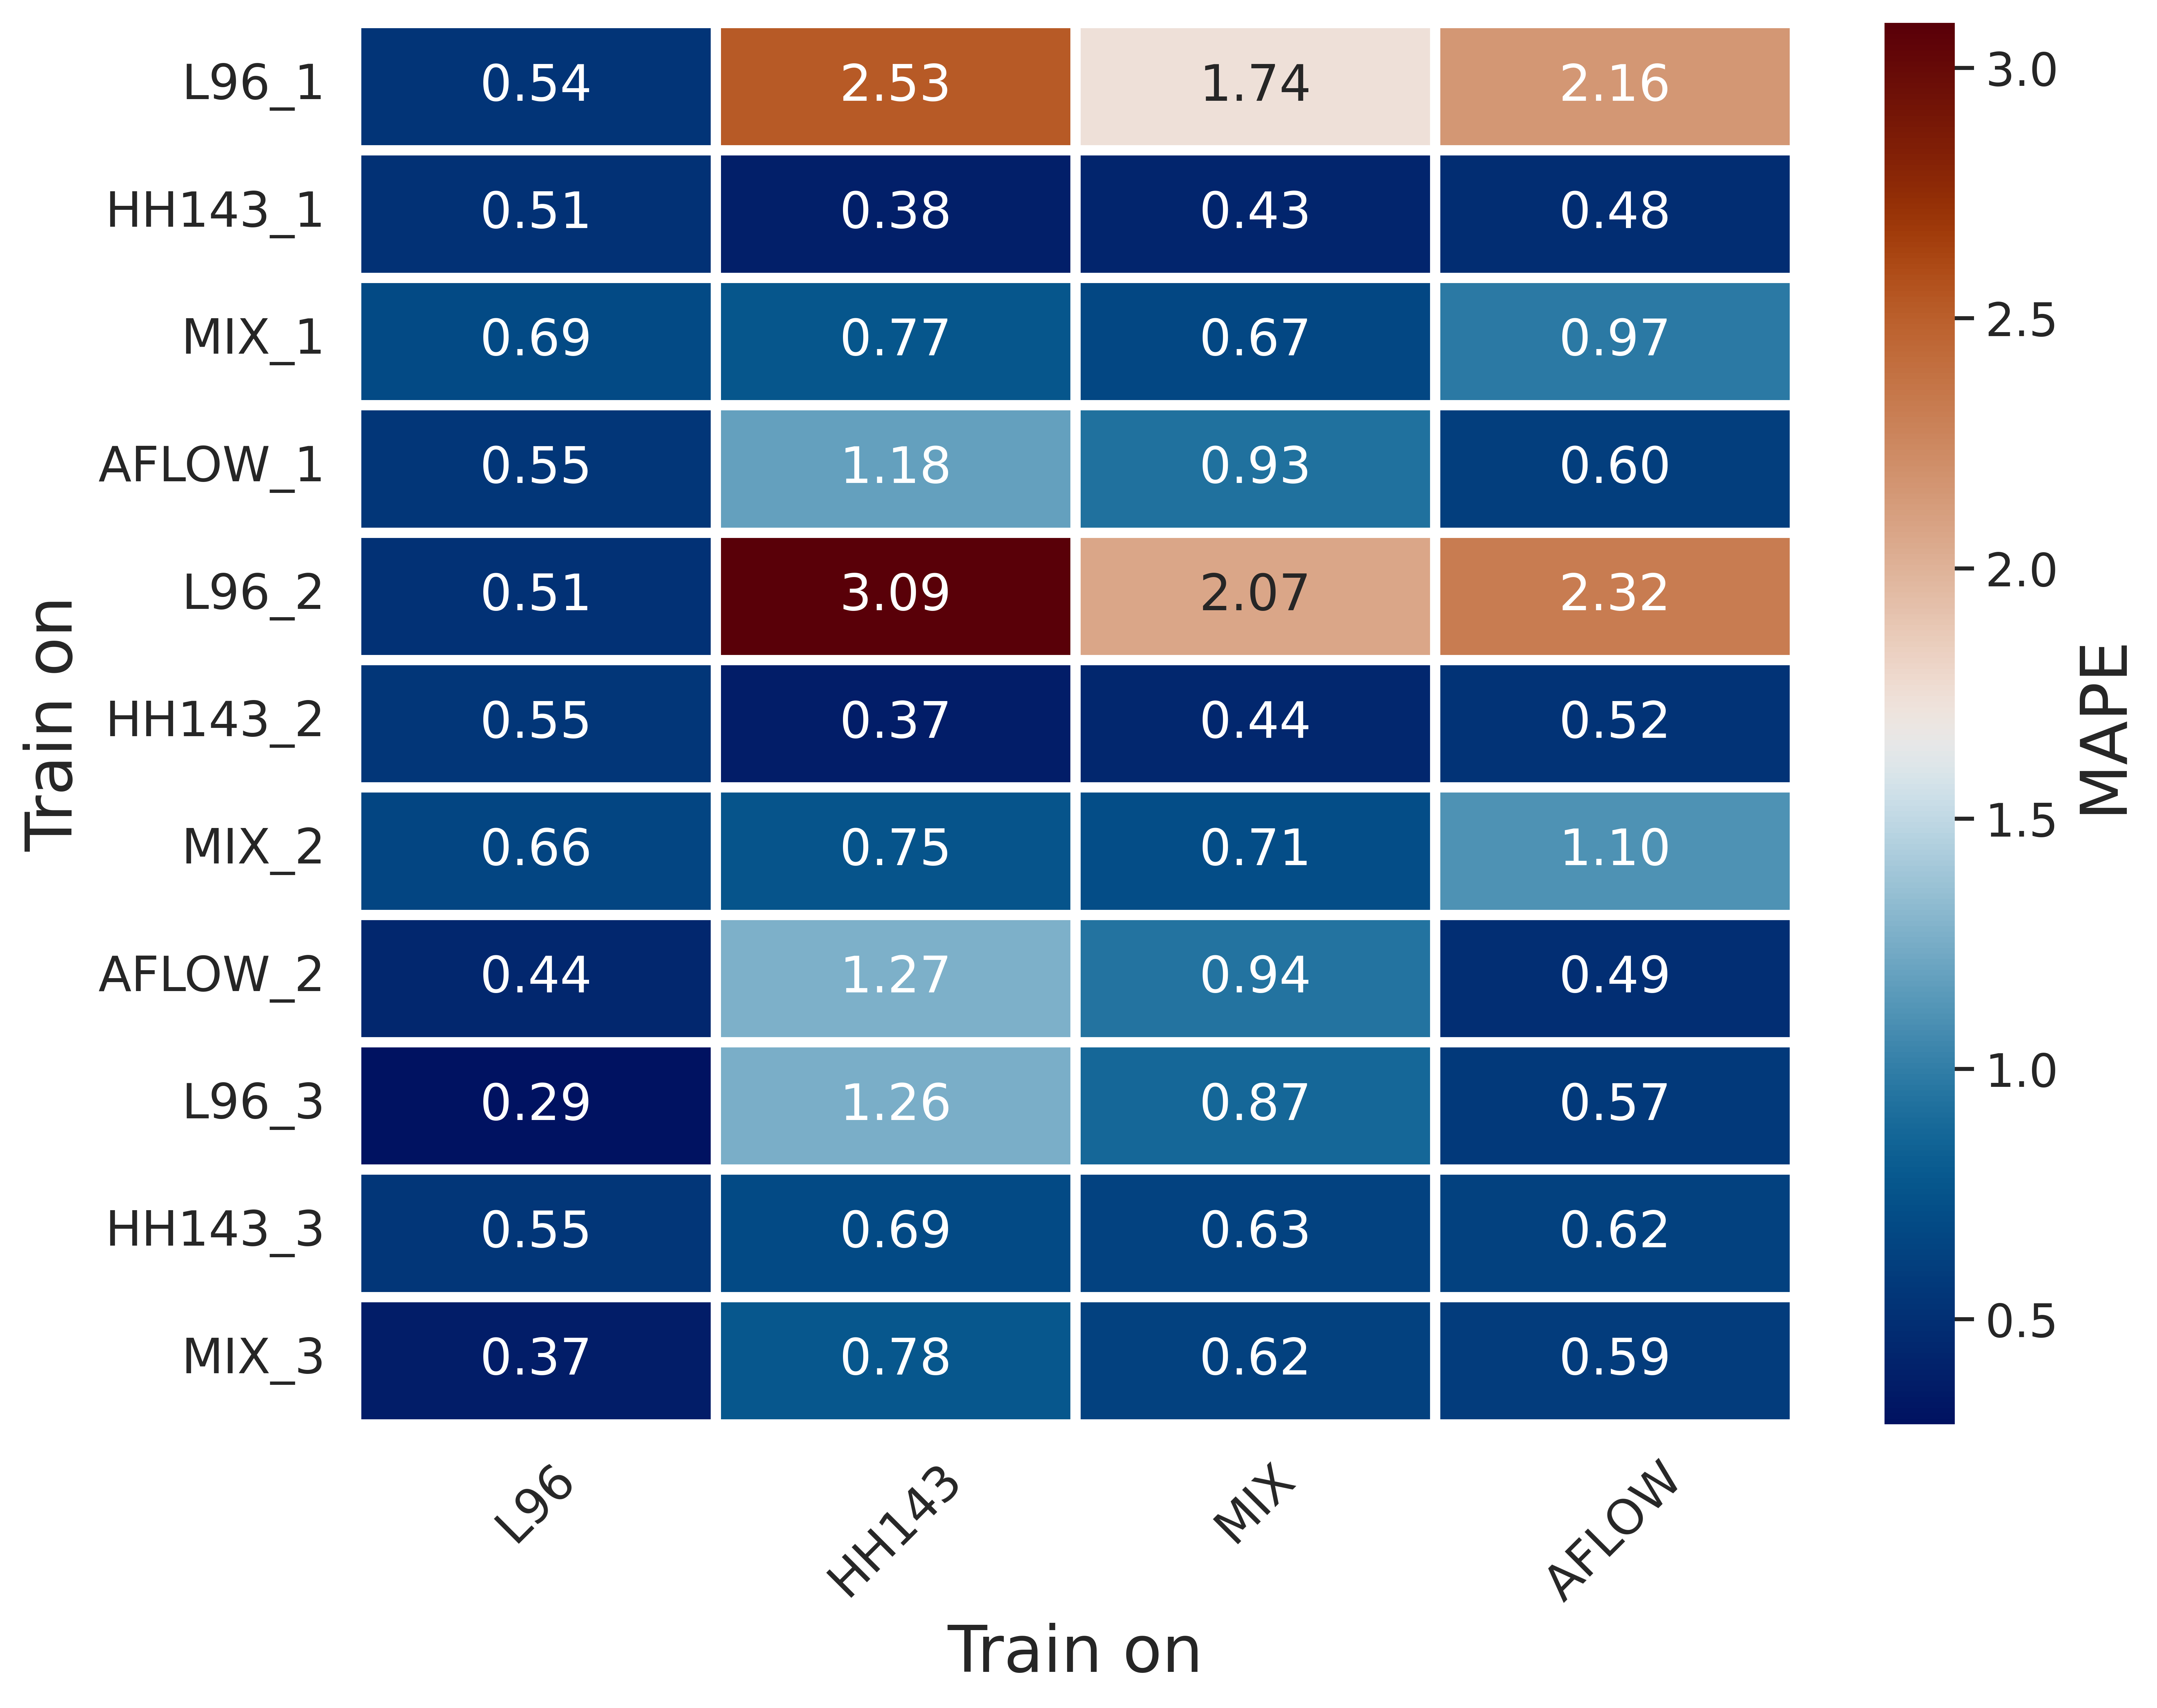 L96_1 0.54 2.53 1.74 2.16
HH143_1 0.51 0.38 0.43 0.48
MIX_1 0.69 0.77 0.67 0.97
AFLOW_1 0.55 1.18 0.93 0.60
L96_2 0.51 3.09 2.07 2.32
HH143_2 0.55 0.37 0.44 0.52
MIX_2 0.66 0.75 0.71 1.10
AFLOW_2 0.44 1.27 0.94 0.49
L96_3 0.29 1.26 0.87 0.57
HH143_3 0.55 0.69 0.63 0.62
MIX_3 0.37 0.78 0.62 0.59
L96 HH143 MIX AFLOW
Train on
Train on
3.0
2.5
2.0
1.5
1.0
0.5
MAPE